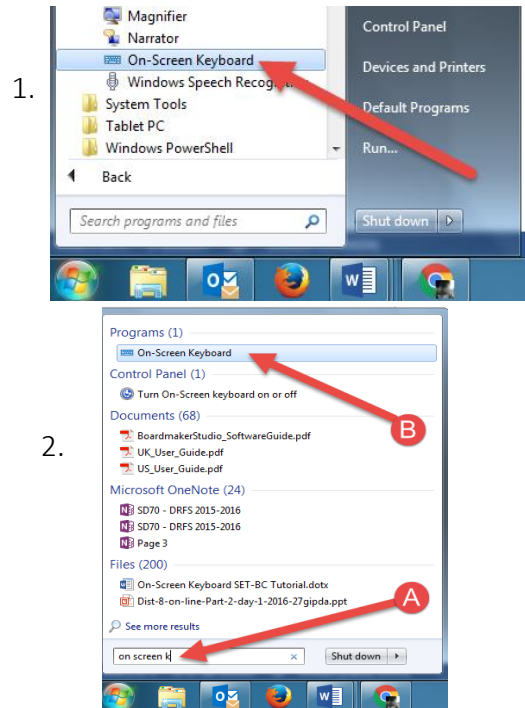 Magnifier
Control Panel
Narrator
On-Screen Keyboard
Devices and Printers
1.
Windows Speech Recog
System Tools
Default Programs
Tablet PC
Windows PowerShell
Run...
Back
Search programs and files
Shut down
Programs (1)
On-Screen Keyboard
Control Panel (1)
Turn On-Screen keyboard on or off
Documents (68)
B
BoardmakerStudio_SoftwareGuide.pdf
2.
UK_User_Guide.pdf
US_User_Guide.pdf
Microsoft OneNote (24)
SD70 - DRFS 2015-2016
SD70 - DRFS 2015-2016
Page 3
Files (200)
On-Screen Keyboard SET-BC Tutorial.dotx
A
Dist-8-on-line-Part-2-day-1-2016-27gipda.ppt
See more results
on screen k
Shut down